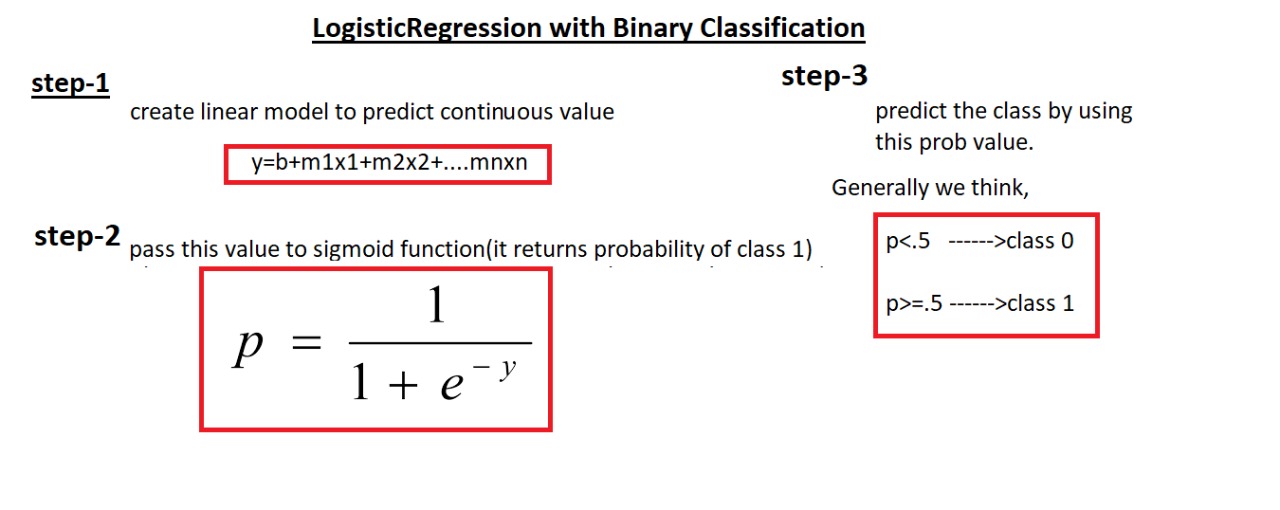 LogisticRegression with Binary Classification
step-1
create linear model to predict continuous value
y=b+m1x1+m2x2+....mnxn
step-2 pass this value to sigmoid function(it returns probability of class 1)
p = 1 / 1 + e^{-y}
step-3
predict the class by using
this prob value.
Generally we think,
p<.5 ------>class 0
p>=.5 ------>class 1